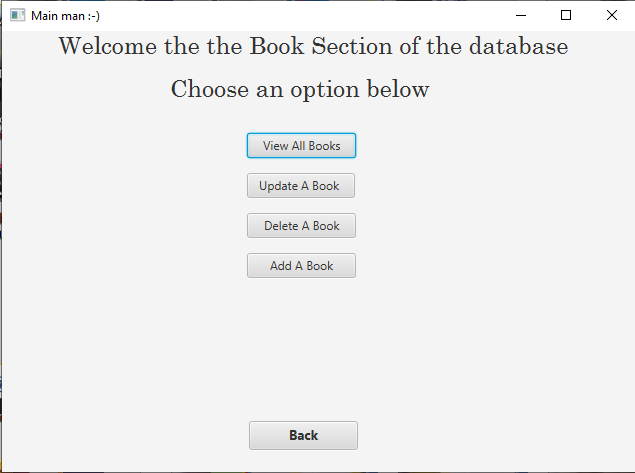 Main man :-)
Welcome the the Book Section of the database
Choose an option below
View All Books
Update A Book
Delete A Book
Add A Book
Back